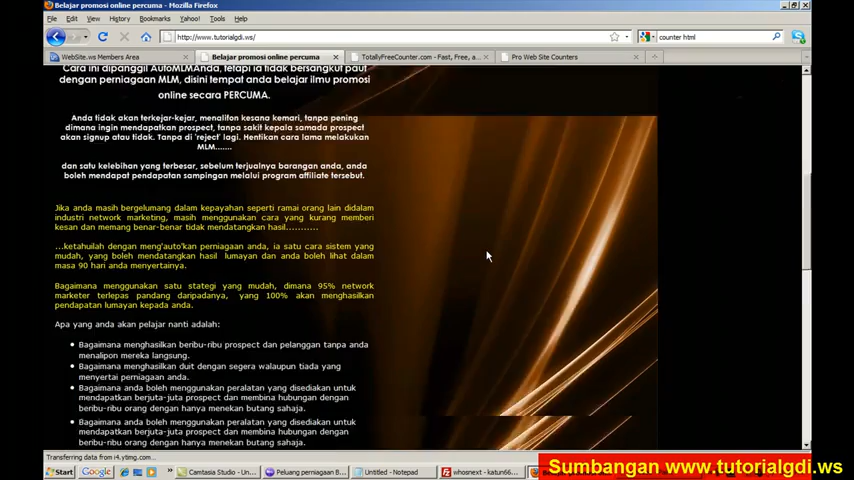 Belajar promosi online percuma - Mozilla Firefox
File Edit View History Bookmarks Yahoo! Tools Help
http://www.tutorialgdi.ws/
counter html
WebSite.ws Members Area
Belajar promosi online percuma
TotallyFreeCounter.com - Fast, Free, a...
Pro Web Site Counters
Cara ini dipanggil AutoMLMAnda, tetapi ia tidak bersangkut paut
dengan perniagaan MLM, disini tempat anda belajar ilmu promosi
online secara PERCUMA.
Anda tidak akan terkejar-kejar, menalifon kesana kemari, tanpa pening
dimana ingin mendapatkan prospect, tanpa sakit kepala samada prospect
akan signup atau tidak. Tanpa di 'reject' lagi. Hentikan cara lama melakukan
MLM.......
dan satu kelebihan yang terbesar, sebelum terjualnya barangan anda, anda
boleh mendapat pendapatan sampingan melalui program affiliate tersebut.
Jika anda masih bergelumang dalam kepayahan seperti ramai orang lain didalam
industri network marketing, masih menggunakan cara yang kurang memberi
kesan dan memang benar-benar tidak mendatangkan hasil...........
...ketahuilah dengan meng'auto'kan perniagaan anda, ia satu cara sistem yang
mudah, yang boleh mendatangkan hasil lumayan dan anda boleh lihat dalam
masa 90 hari anda menyertainya.
Bagaimana menggunakan satu stategi yang mudah, dimana 95% network
marketer terlepas pandang daripadanya, yang 100% akan menghasilkan
pendapatan lumayan kepada anda.
Apa yang anda akan pelajar nanti adalah:
Bagaimana menghasilkan beribu-ribu prospect dan pelanggan tanpa anda
menalipon mereka langsung.
Bagaimana menghasilkan duit dengan segera walaupun tiada yang
menyertai perniagaan anda.
Bagaimana anda boleh menggunakan peralatan yang disediakan untuk
mendapatkan berjuta-juta prospect dan membina hubungan dengan
beribu-ribu orang dengan hanya menekan butang sahaja.
Bagaimana anda boleh menggunakan peralatan yang disediakan untuk
mendapatkan berjuta-juta prospect dan membina hubungan dengan
beribu-ribu orang dengan hanya menekan butang sahaja.
Transferring data from i4.ytimg.com...
Start
Google
Camtasia Studio - Un...
Peluang perniagaan B...
Untitled - Notepad
whosnext - katun66...
Sumbangan www.tutorialgdi.ws